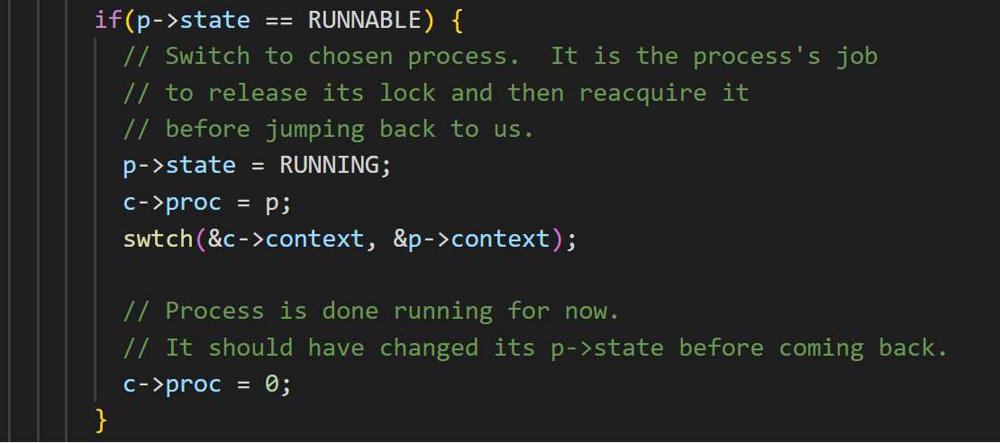 if(p->state == RUNNABLE) {
// Switch to chosen process.  It is the process's job
// to release its lock and then reacquire it
// before jumping back to us.
p->state = RUNNING;
c->proc = p;
swtch(&c->context, &p->context);
// Process is done running for now.
// It should have changed its p->state before coming back.
c->proc = 0;
}